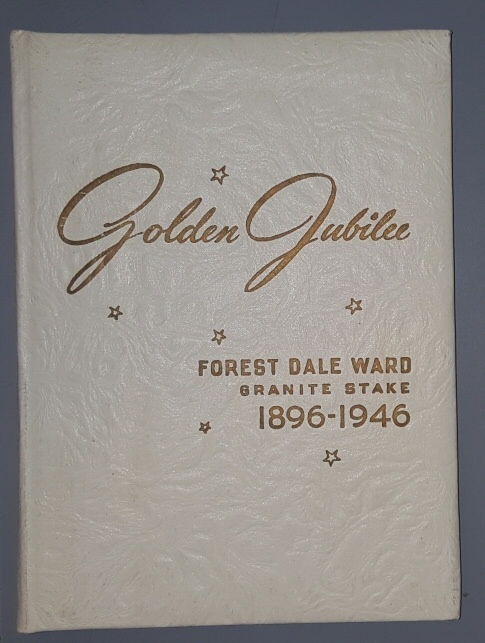 Golden Jubilee
FOREST DALE WARD
GRANITE STAKE
1896-1946